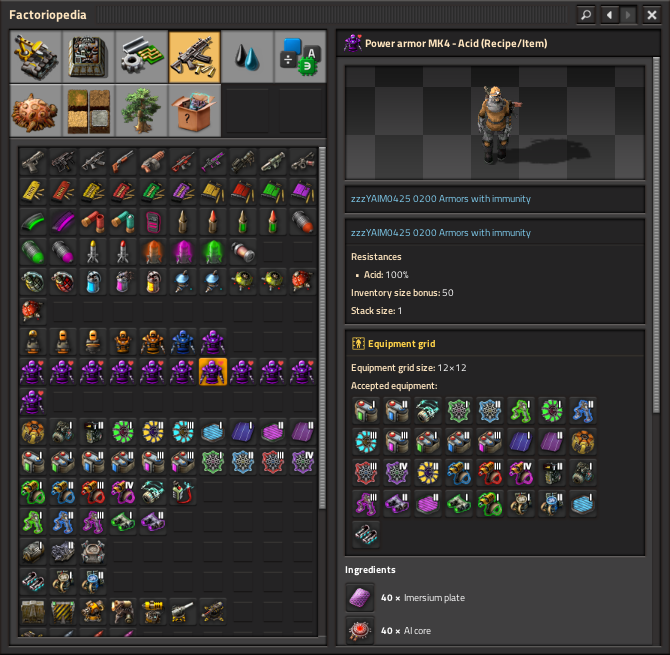 Factoriopedia
Power armor MK4 - Acid (Recipe/Item)
zzzYAIM0425 0200 Armors with immunity
zzzYAIM0425 0200 Armors with immunity
Resistances
▪ Acid: 100%
Inventory size bonus: 50
Stack size: 1
Equipment grid
Equipment grid size: 12×12
Accepted equipment:
Ingredients
40 × Imersium plate
40 × AI core